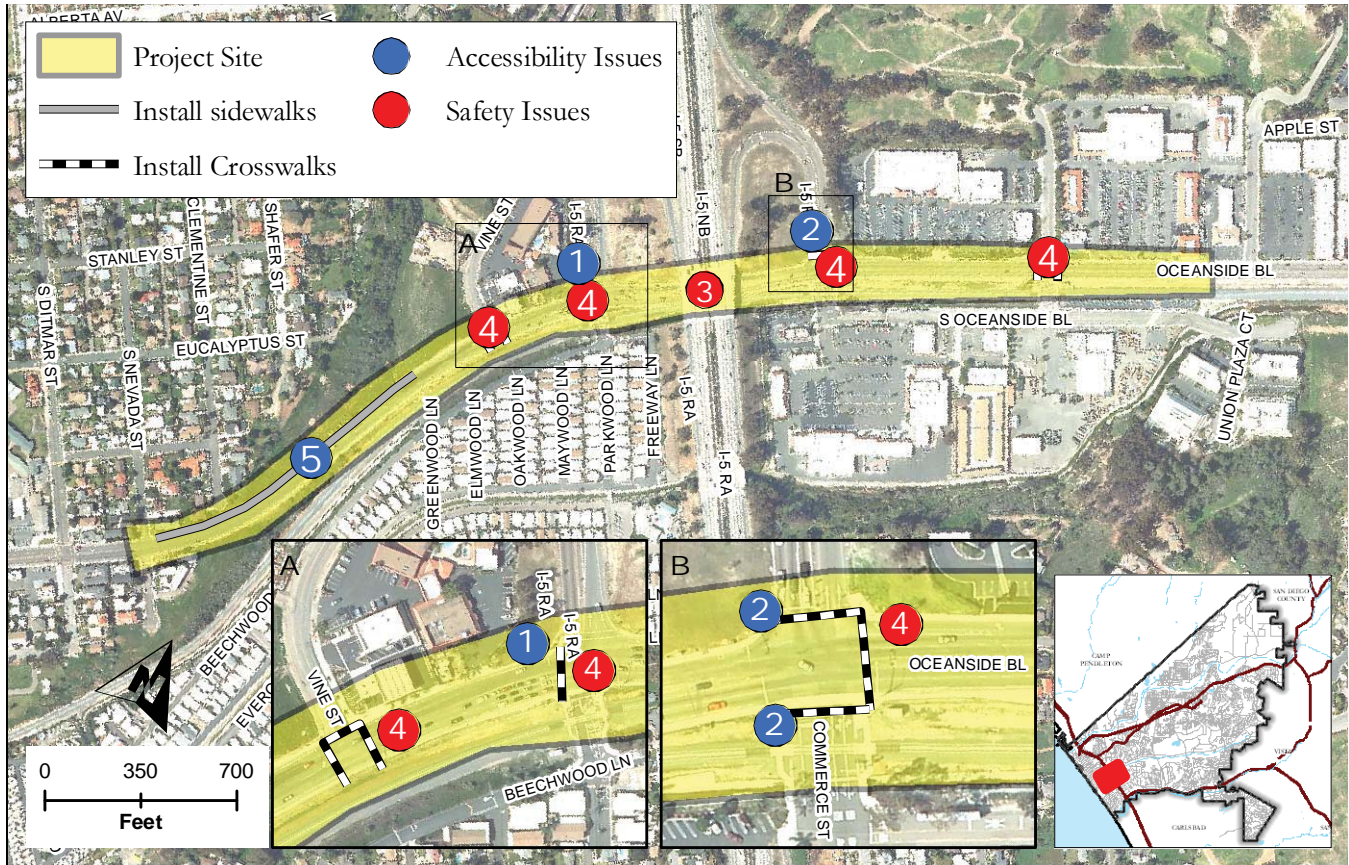 ALBERTA AV
Project Site
Accessibility Issues
Install sidewalks
Safety Issues
Install Crosswalks
APPLE ST
CLEMENTINE ST
SHAFER ST
STANLEY ST
S DITMAR ST
S NEVADA ST
EUCALYPTUS ST
VINE ST
I-5 RA
I-5 NB
A
B
1
2
3
4
4
4
4
5
OCEANSIDE BL
S OCEANSIDE BL
UNION PLAZA CT
GREENWOOD LN
ELMWOOD LN
OAKWOOD LN
MAYWOOD LN
PARKWOOD LN
FREEWAY LN
I-5 RA
I-5 RA
BEECHWOOD
0 350 700
Feet
A
I-5 RA
I-5 RA
1
4
4
VINE ST
BEECHWOOD LN
B
2
4
OCEANSIDE BL
2
COMMERCE ST
SAN DIEGO
COUNTY
CAMP
PENDLETON
CARLSBAD